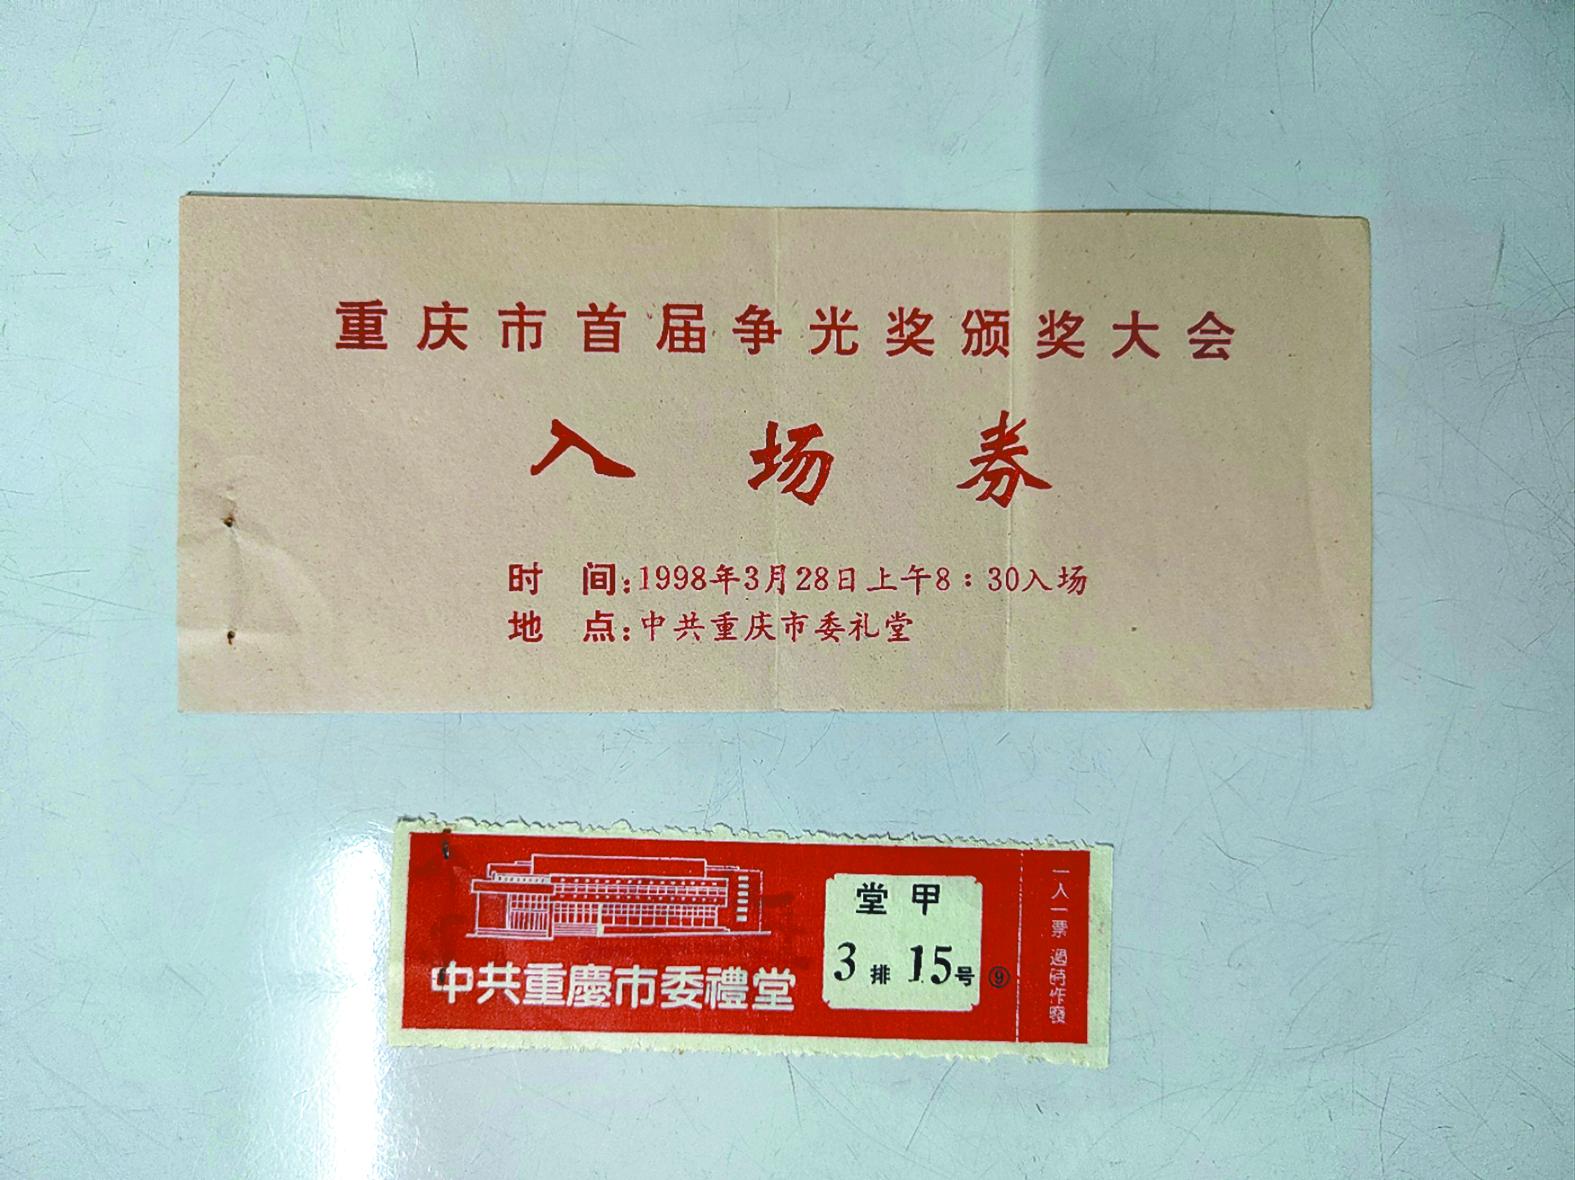 重庆市首届争光奖颁奖大会
入场券
时　间：1998年3月28日上午8：30入场
地　点：中共重庆市委礼堂
中共重慶市委禮堂
堂甲
3排15号
⑨
一人一票 過時作廢